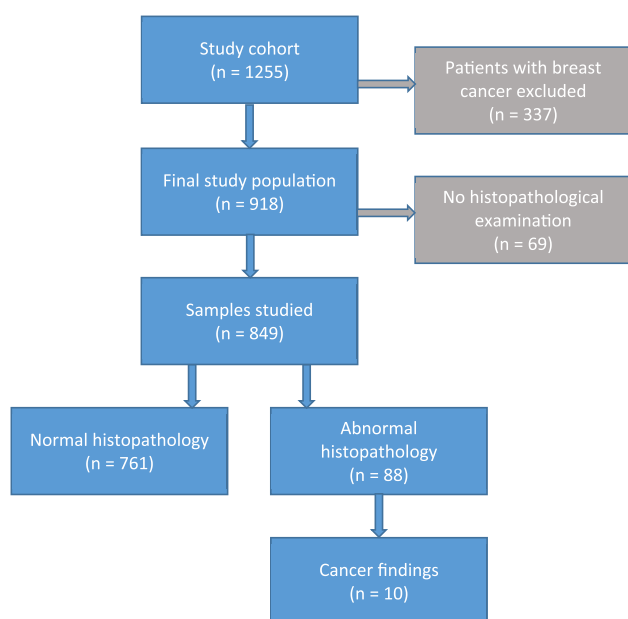 Study cohort
(n = 1255)
Patients with breast
cancer excluded
(n = 337)
Final study population
(n = 918)
No histopathological
examination
(n = 69)
Samples studied
(n = 849)
Normal histopathology
(n = 761)
Abnormal
histopathology
(n = 88)
Cancer findings
(n = 10)